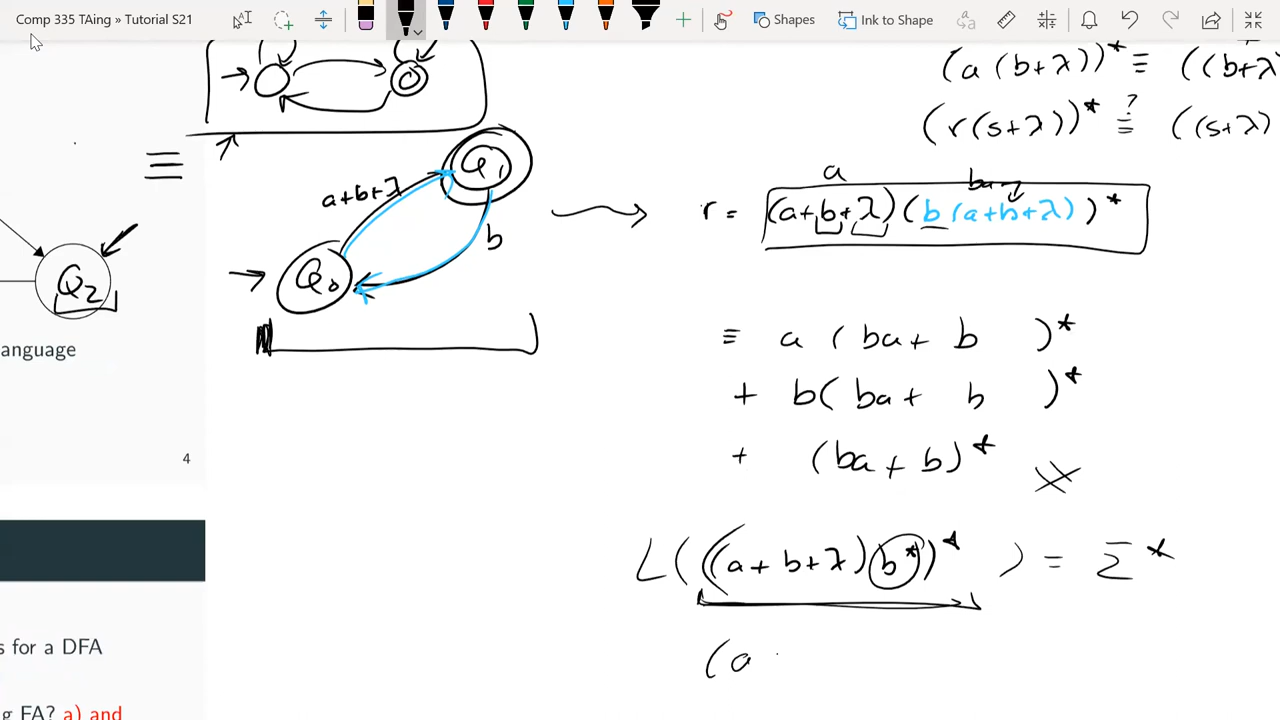 Comp 335 TAing » Tutorial S21
Shapes
Ink to Shape
(a (b+λ))* ≡ ((b+λ
(r(s+λ))* ≟ ((s+λ)
≡
Q₁
a+b+λ
b
Q₀
Q₂
a
ba
r = (a+b+λ)(b(a+b+λ))*
anguage
≡ a (ba + b )*
+ b(ba + b )*
+ (ba + b)*
4
L(((a+b+λ)b*)*) = Σ*
s for a DFA
(a
g FA? a) and